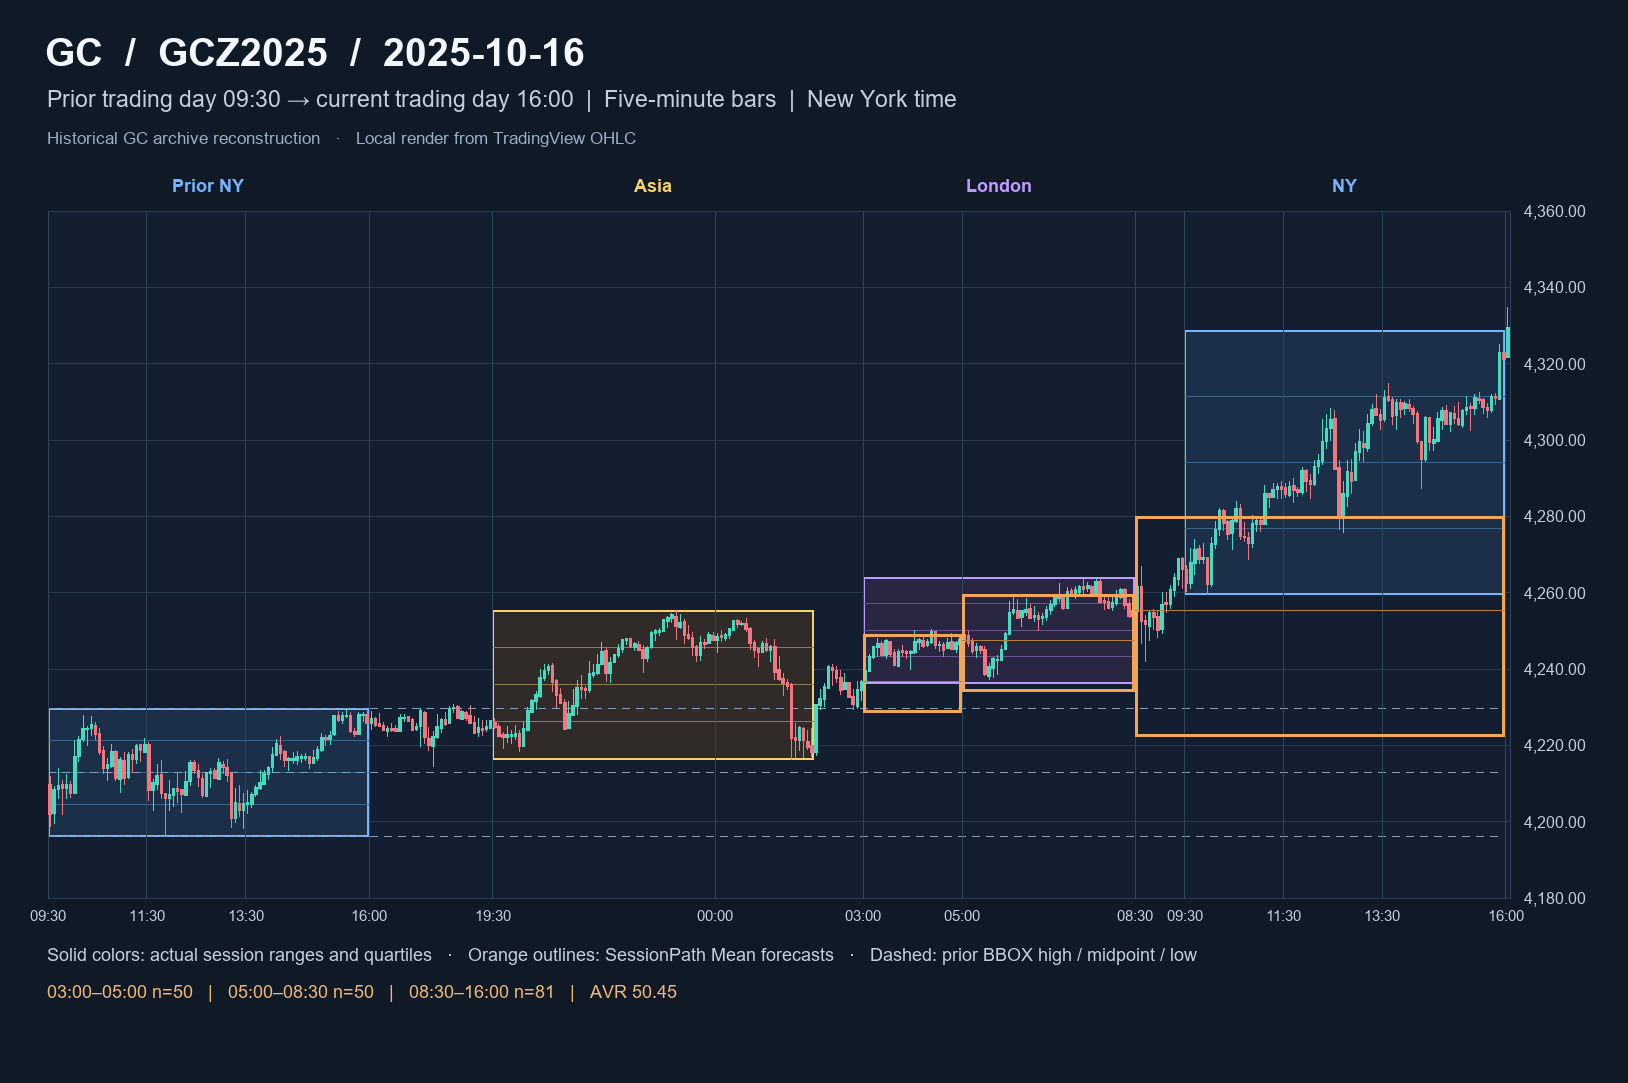 GC / GCZ2025 / 2025-10-16
Prior trading day 09:30 → current trading day 16:00 | Five-minute bars | New York time
Historical GC archive reconstruction · Local render from TradingView OHLC
Prior NY Asia London NY
4,360.00
4,340.00
4,320.00
4,300.00
4,280.00
4,260.00
4,240.00
4,220.00
4,200.00
4,180.00
09:30 11:30 13:30 16:00 19:30 00:00 03:00 05:00 08:30 09:30 11:30 13:30 16:00
Solid colors: actual session ranges and quartiles · Orange outlines: SessionPath Mean forecasts · Dashed: prior BBOX high / midpoint / low
03:00–05:00 n=50 | 05:00–08:30 n=50 | 08:30–16:00 n=81 | AVR 50.45